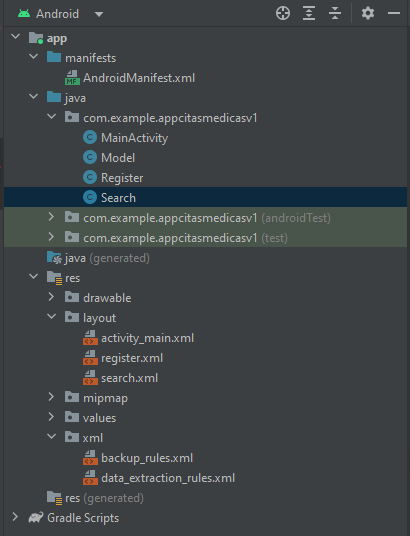 Android
app
manifests
AndroidManifest.xml
java
com.example.appcitasmedicasv1
MainActivity
Model
Register
Search
com.example.appcitasmedicasv1 (androidTest)
com.example.appcitasmedicasv1 (test)
java (generated)
res
drawable
layout
activity_main.xml
register.xml
search.xml
mipmap
values
xml
backup_rules.xml
data_extraction_rules.xml
res (generated)
Gradle Scripts